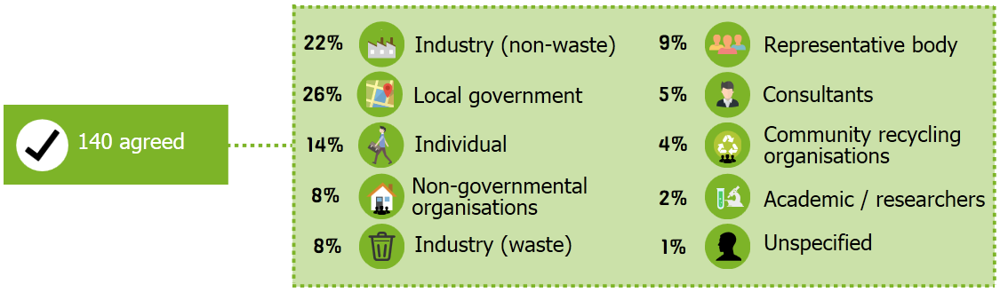 140 agreed
22% Industry (non-waste)
26% Local government
14% Individual
8% Non-governmental
organisations
8% Industry (waste)
9% Representative body
5% Consultants
4% Community recycling
organisations
2% Academic / researchers
1% Unspecified